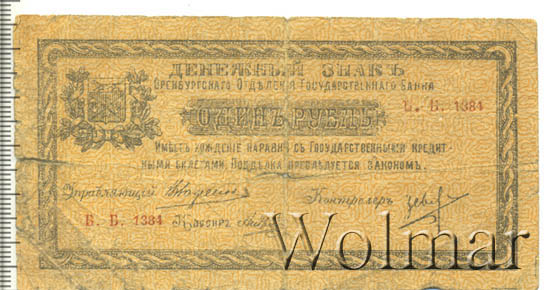 ДЕНЕЖНЫЙ ЗНАКЪ
ОРЕНБУРГСКАГО ОТДѢЛЕНІЯ ГОСУДАРСТВЕННАГО БАНКА
Ц. Б. 1384
ОДИНЪ РУБЛЬ
ИМѢЕТЪ ХОЖДЕНІЕ НАРАВНѢ СЪ ГОСУДАРСТВЕННЫМИ КРЕДИТ-
НЫМИ БИЛЕТАМИ. ПОДДѢЛКА ПРЕСЛѢДУЕТСЯ ЗАКОНОМЪ.
Управляющій
Контролеръ
Б. 1384
Кассиръ
Wolmar